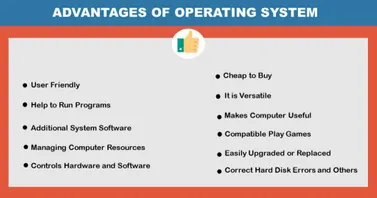 ADVANTAGES OF OPERATING SYSTEM
User Friendly
Help to Run Programs
Additional System Software
Managing Computer Resources
Controls Hardware and Software
Cheap to Buy
It is Versatile
Makes Computer Useful
Compatible Play Games
Easily Upgraded or Replaced
Correct Hard Disk Errors and Others